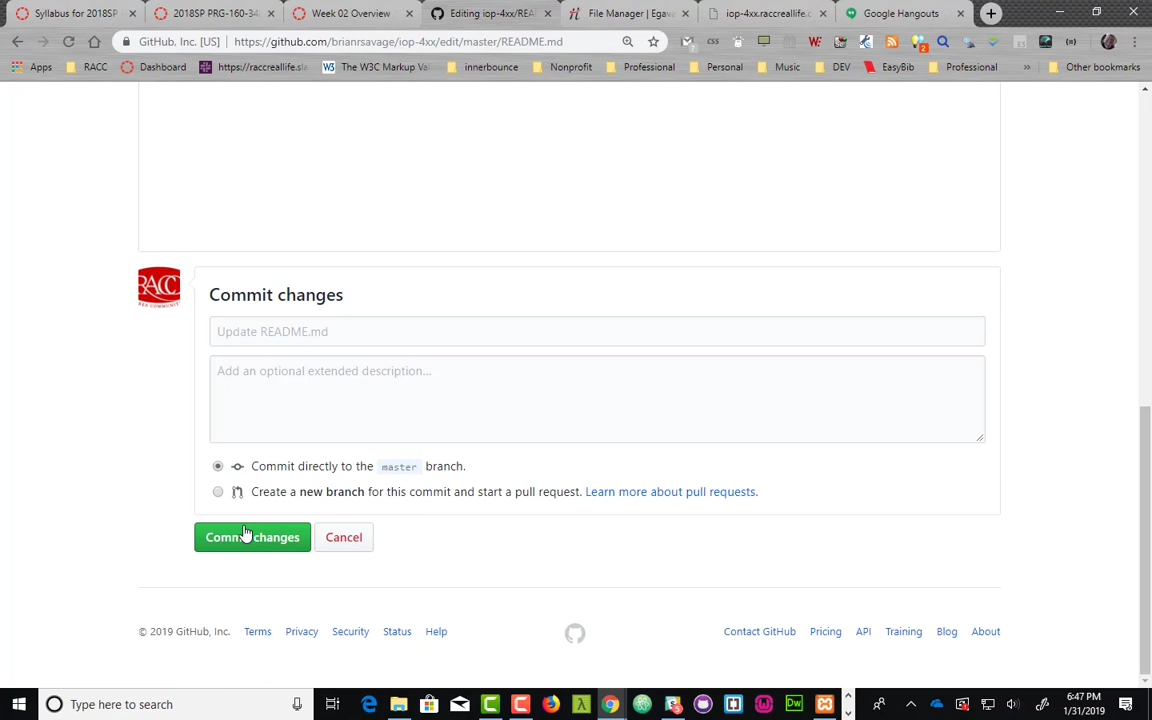 Syllabus for 2018SP
2018SP PRG-160-34
Week 02 Overview
Editing iop-4xx/REA
File Manager | Egava
iop-4xx.raccreallife.c
Google Hangouts
GitHub, Inc. [US] https://github.com/brianrsavage/iop-4xx/edit/master/README.md
Apps RACC Dashboard https://raccreallife.sla The W3C Markup Va innerbounce Nonprofit Professional Personal Music DEV EasyBib Professional » Other bookmarks
RACC
Commit changes
Update README.md
Add an optional extended description...
Commit directly to the master branch.
Create a new branch for this commit and start a pull request. Learn more about pull requests.
Commit changes Cancel
© 2019 GitHub, Inc. Terms Privacy Security Status Help Contact GitHub Pricing API Training Blog About
Type here to search
6:47 PM
1/31/2019